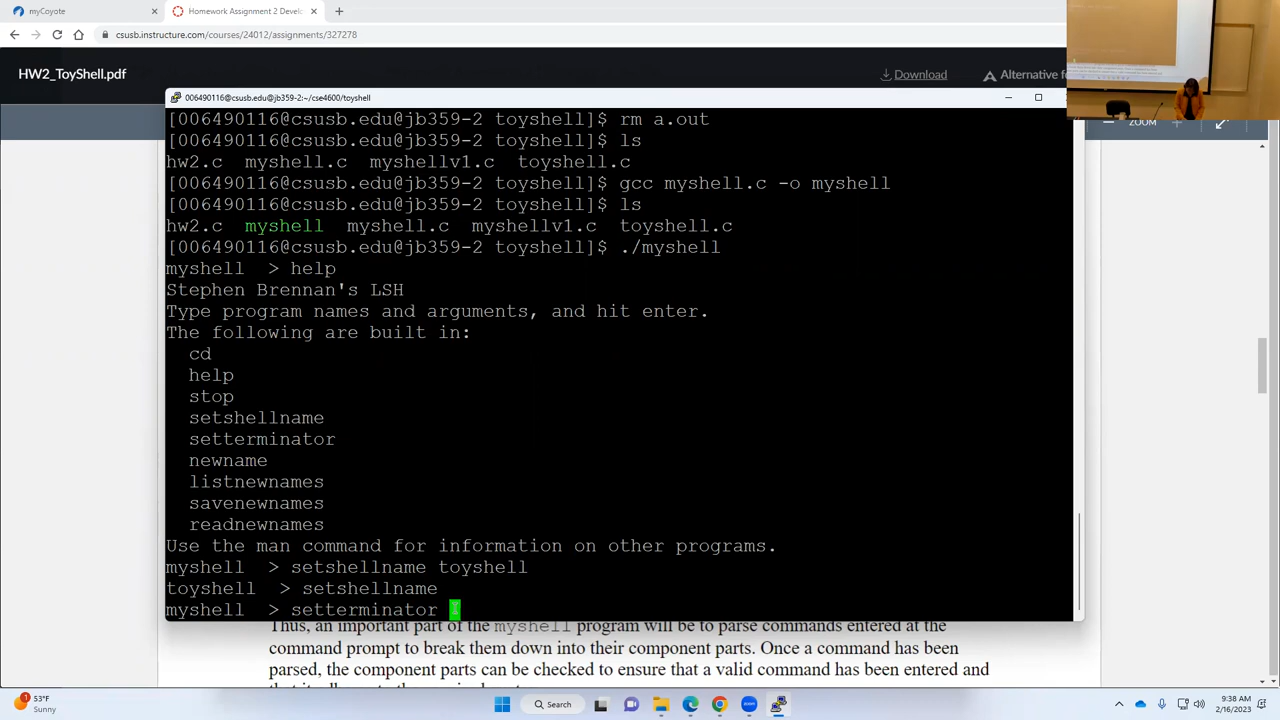 myCoyote
Homework Assignment 2 Devel
csusb.instructure.com/courses/24012/assignments/327278
HW2_ToyShell.pdf
Download
Alternative fo
006490116@csusb.edu@jb359-2:~/cse4600/toyshell
ZOOM
[006490116@csusb.edu@jb359-2 toyshell]$ rm a.out
[006490116@csusb.edu@jb359-2 toyshell]$ ls
hw2.c myshell.c myshellv1.c toyshell.c
[006490116@csusb.edu@jb359-2 toyshell]$ gcc myshell.c -o myshell
[006490116@csusb.edu@jb359-2 toyshell]$ ls
hw2.c myshell myshell.c myshellv1.c toyshell.c
[006490116@csusb.edu@jb359-2 toyshell]$ ./myshell
myshell > help
Stephen Brennan's LSH
Type program names and arguments, and hit enter.
The following are built in:
cd
help
stop
setshellname
setterminator
newname
listnewnames
savenewnames
readnewnames
Use the man command for information on other programs.
myshell > setshellname toyshell
toyshell > setshellname
myshell > setterminator
Thus, an important part of the myshell program will be to parse commands entered at the
command prompt to break them down into their component parts. Once a command has been
parsed, the component parts can be checked to ensure that a valid command has been entered and
53°F
Sunny
Search
9:38 AM
2/16/2023